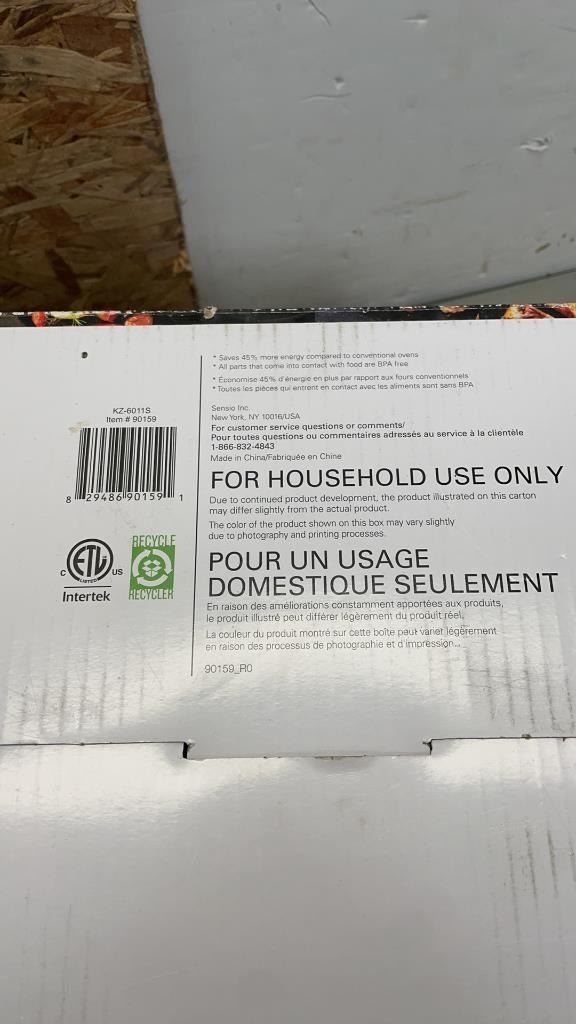 KZ-6011S
Item # 90159
8 29486 90159 1
C ETL US
LISTED
Intertek
RECYCLE
RECYCLER
* Saves 45% more energy compared to conventional ovens
* All parts that come into contact with food are BPA free
* Économise 45% d'énergie en plus par rapport aux fours conventionnels
* Toutes les pièces qui entrent en contact avec les aliments sont sans BPA
Sensio Inc.
New York, NY 10016/USA
For customer service questions or comments/
Pour toutes questions ou commentaires adressés au service à la clientèle
1-866-832-4843
Made in China/Fabriquée en Chine
FOR HOUSEHOLD USE ONLY
Due to continued product development, the product illustrated on this carton
may differ slightly from the actual product.
The color of the product shown on this box may vary slightly
due to photography and printing processes.
POUR UN USAGE
DOMESTIQUE SEULEMENT
En raison des améliorations constamment apportées aux produits,
le produit illustré peut différer légèrement du produit réel.
La couleur du produit montré sur cette boîte peut varier légèrement
en raison des processus de photographie et d'impression.
90159_R0